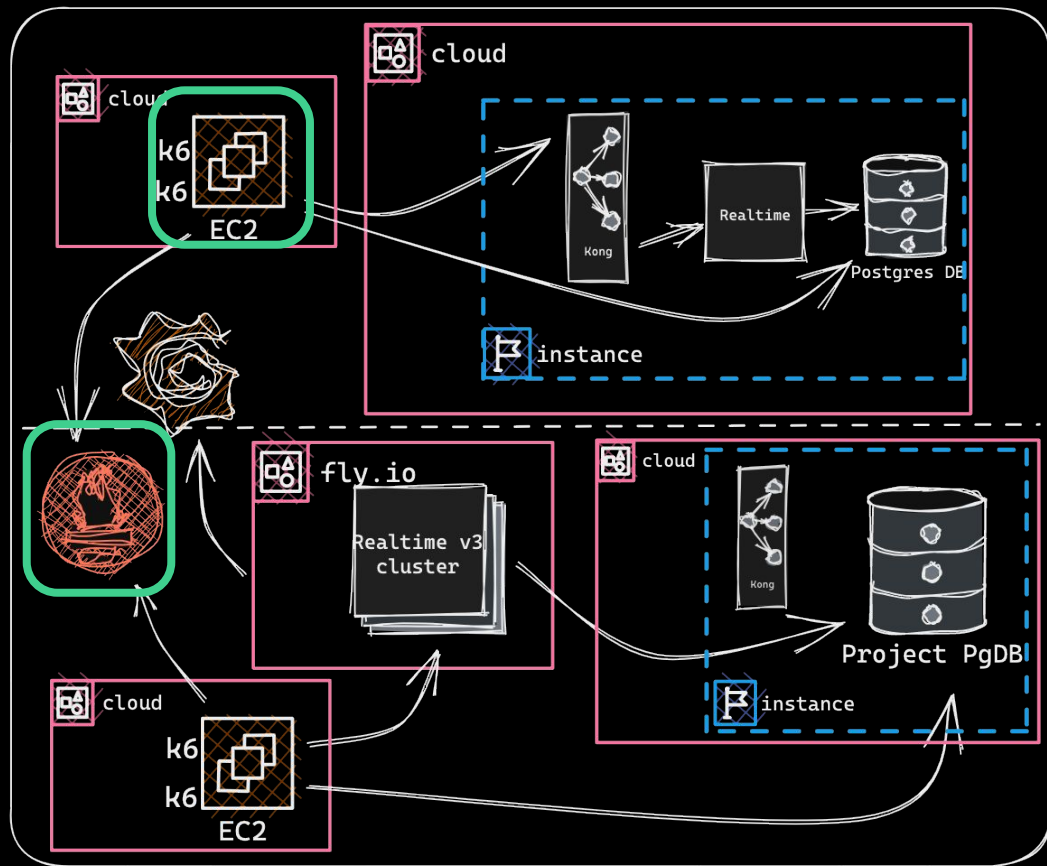 cloud
cloud
k6
k6
EC2
Kong
Realtime
Postgres DB
instance
fly.io
Realtime v3
cluster
cloud
Kong
Project PgDB
instance
cloud
k6
k6
EC2